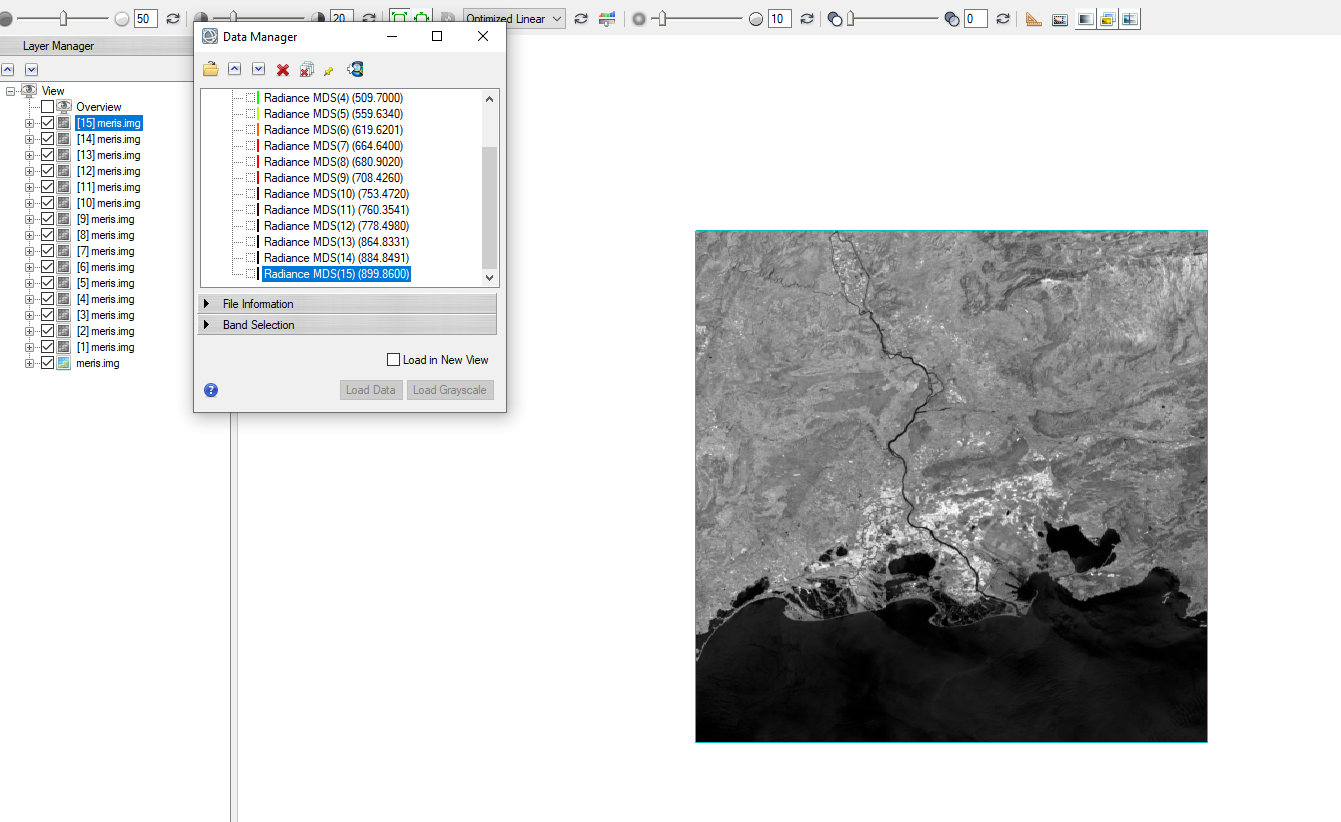 50
20
Optimized Linear
10
0
Data Manager
Layer Manager
View
Overview
[15] meris.img
[14] meris.img
[13] meris.img
[12] meris.img
[11] meris.img
[10] meris.img
[9] meris.img
[8] meris.img
[7] meris.img
[6] meris.img
[5] meris.img
[4] meris.img
[3] meris.img
[2] meris.img
[1] meris.img
meris.img
Radiance MDS(4) (509.7000)
Radiance MDS(5) (559.6340)
Radiance MDS(6) (619.6201)
Radiance MDS(7) (664.6400)
Radiance MDS(8) (680.9020)
Radiance MDS(9) (708.4260)
Radiance MDS(10) (753.4720)
Radiance MDS(11) (760.3541)
Radiance MDS(12) (778.4980)
Radiance MDS(13) (864.8331)
Radiance MDS(14) (884.8491)
Radiance MDS(15) (899.8600)
File Information
Band Selection
Load in New View
?
Load Data
Load Grayscale